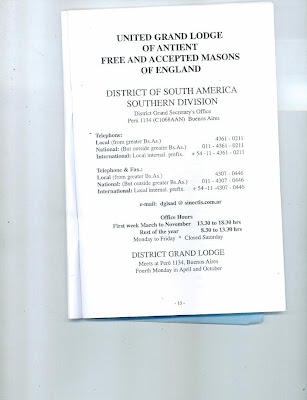 UNITED GRAND LODGE
OF ANTIENT
FREE AND ACCEPTED MASONS
OF ENGLAND
DISTRICT OF SOUTH AMERICA
SOUTHERN DIVISION
District Grand Secretary's Office
Perú 1134 (C1068AAN) Buenos Aires
Telephone:
Local (from greater Bs.As.) 4361 - 0211
National: (But outside greater Bs.As.) 011 - 4361 - 0211
International: Local internal. prefix. + 54 -11 - 4361 - 0211
Telephone & Fax.:
Local (from greater Bs.As.) 4307 - 0446
National: (But outside greater Bs.As.) 011 - 4307 - 0446
International: Local internal. prefix + 54 -11 -4307 - 0446
e-mail: dglsad @ sinectis.com.ar
Office Hours
First week March to November 13.30 to 18.30 hrs
Rest of the year 8.30 to 13.30 hrs
Monday to Friday * Closed Saturday
DISTRICT GRAND LODGE
Meets at Perú 1134, Buenos Aires
Fourth Monday in April and October
- 15 -